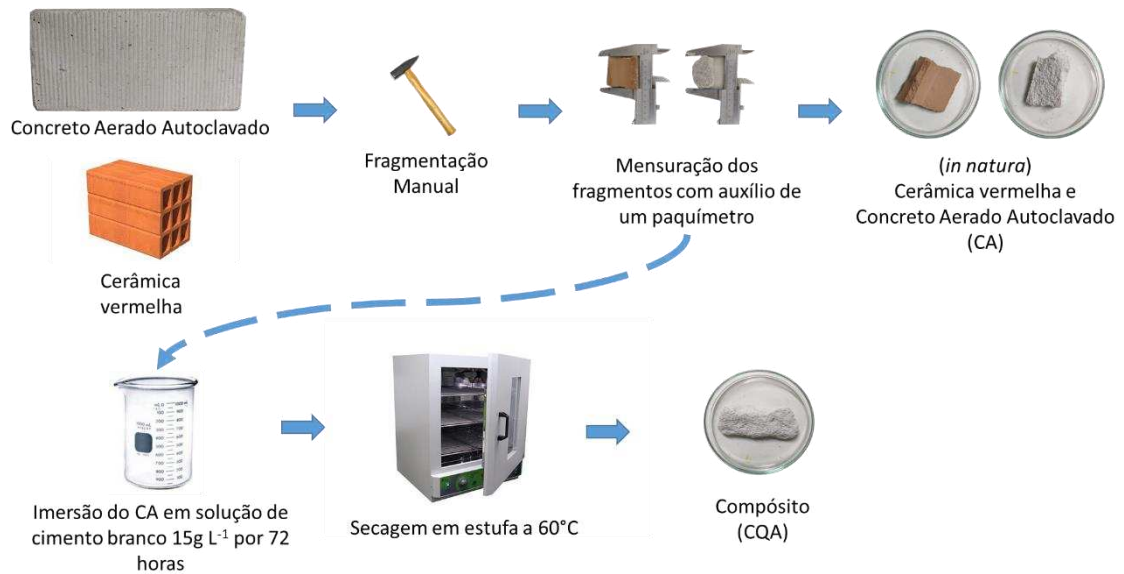 Concreto Aerado Autoclavado
Cerâmica
vermelha
Fragmentação
Manual
Mensuração dos
fragmentos com auxílio de
um paquímetro
(in natura)
Cerâmica vermelha e
Concreto Aerado Autoclavado
(CA)
Imersão do CA em solução de
cimento branco 15g L⁻¹ por 72
horas
Secagem em estufa a 60°C
Compósito
(CQA)